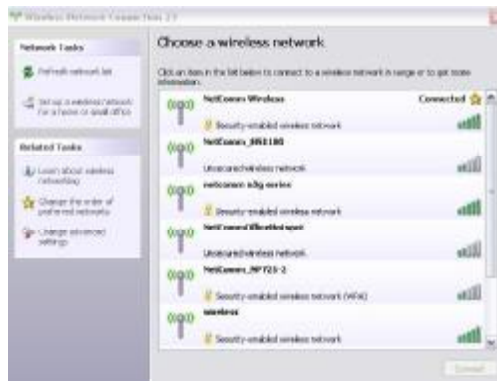 Wireless Network Connection 23
Network Tasks
Refresh network list
Set up a wireless network
for a home or small office
Related Tasks
Learn about wireless
networking
Change the order of
preferred networks
Change advanced
settings
Choose a wireless network
Click an item in the list below to connect to a wireless network in range or to get more
information.
NetComm Wireless
Connected
Security-enabled wireless network
Unsecured wireless network
netcomm n3g series
Security-enabled wireless network
Unsecured wireless network
Security-enabled wireless network (WPA)
wireless
Security-enabled wireless network
Connect